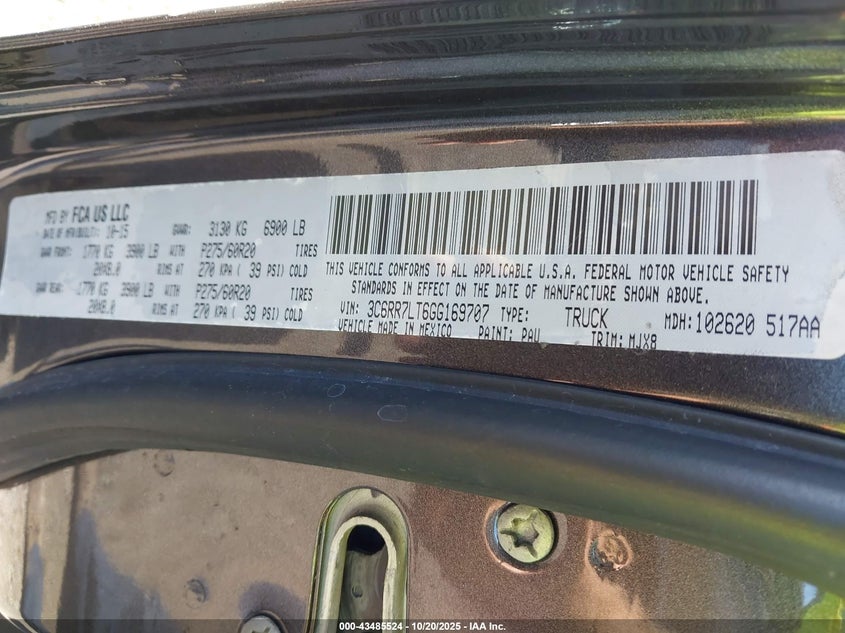 MFD BY FCA US LLC
DATE OF MFR/BUILT: 10-15 GVWR: 3130 KG 6900 LB
GAWR FRONT: 1770 KG 3900 LB WITH P275/60R20 TIRES
20X8.0 RIMS AT 270 KPA ( 39 PSI) COLD
GAWR REAR: 1770 KG 3900 LB WITH P275/60R20 TIRES
20X8.0 RIMS AT 270 KPA ( 39 PSI) COLD
THIS VEHICLE CONFORMS TO ALL APPLICABLE U.S.A. FEDERAL MOTOR VEHICLE SAFETY
STANDARDS IN EFFECT ON THE DATE OF MANUFACTURE SHOWN ABOVE.
VIN: 3C6RR7LT6GG169707 TYPE: TRUCK MDH:102620 517AA
VEHICLE MADE IN MEXICO PAINT: PAU TRIM: MJX8
000-43485524 | 10/20/2025 - IAA Inc.